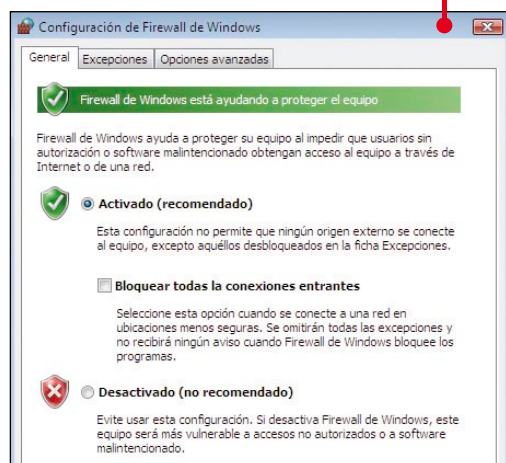 Configuración de Firewall de Windows
General Excepciones Opciones avanzadas
Firewall de Windows está ayudando a proteger el equipo
Firewall de Windows ayuda a proteger su equipo al impedir que usuarios sin
autorización o software malintencionado obtengan acceso al equipo a través de
Internet o de una red.
Activado (recomendado)
Esta configuración no permite que ningún origen externo se conecte
al equipo, excepto aquéllos desbloqueados en la ficha Excepciones.
Bloquear todas la conexiones entrantes
Seleccione esta opción cuando se conecte a una red en
ubicaciones menos seguras. Se omitirán todas las excepciones y
no recibirá ningún aviso cuando Firewall de Windows bloquee los
programas.
Desactivado (no recomendado)
Evite usar esta configuración. Si desactiva Firewall de Windows, este
equipo será más vulnerable a accesos no autorizados o a software
malintencionado.